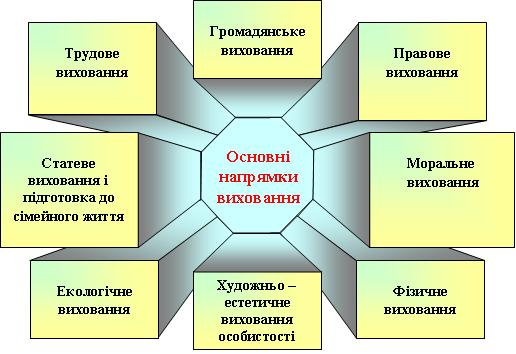 Громадянське
виховання
Трудове
виховання
Правове
виховання
Основні
напрямки
виховання
Статеве
виховання і
підготовка до
сімейного життя
Моральне
виховання
Екологічне
виховання
Художньо –
естетичне
виховання
особистості
Фізичне
виховання